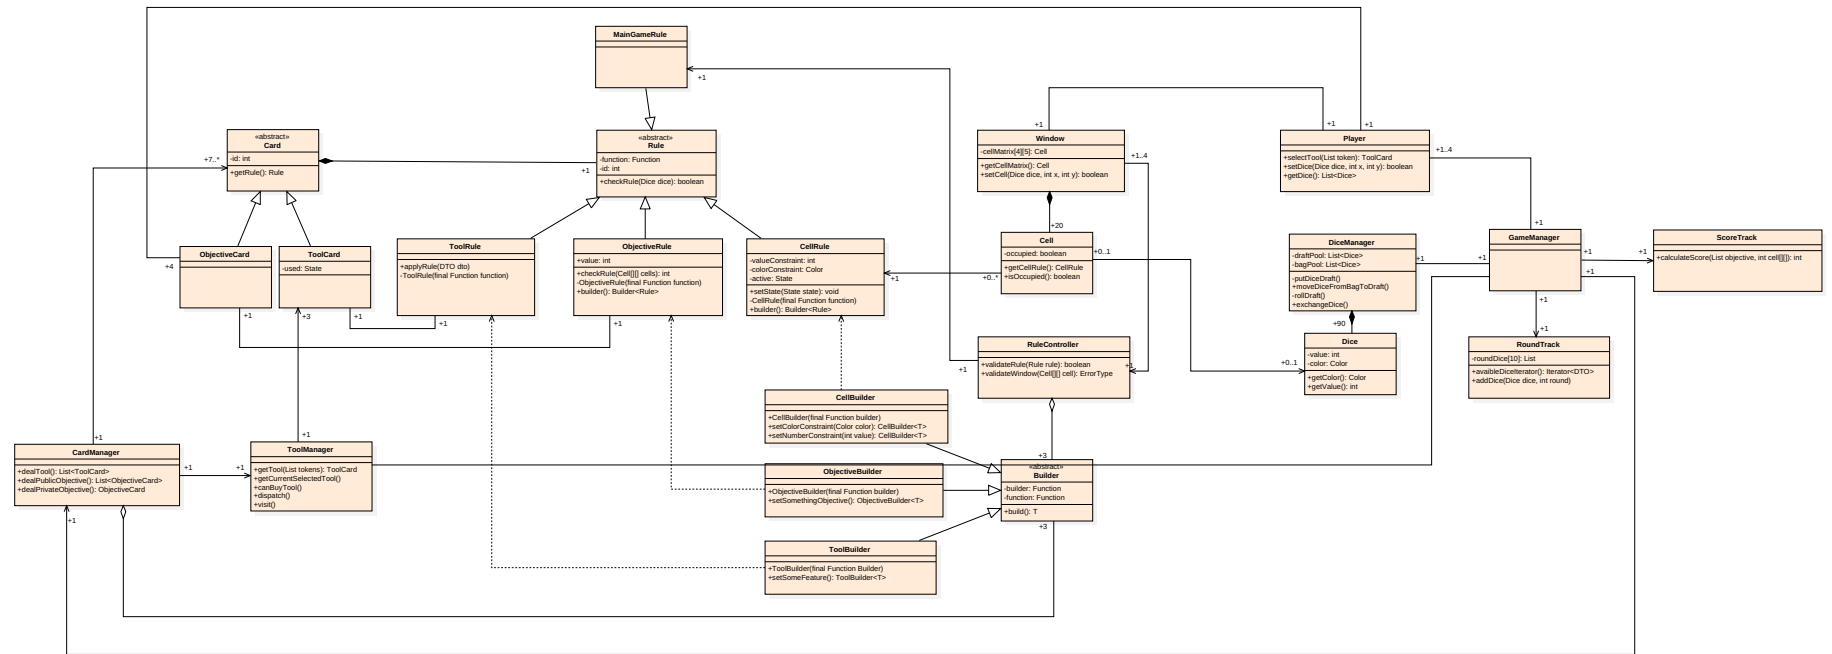 MainGameRule
+1
«abstract»
Card
-id: int
+getRule(): Rule
+7..*
«abstract»
Rule
-function: Function
-id: int
+checkRule(Dice dice): boolean
+1
+1
Window
-cellMatrix[4][5]: Cell
+getCellMatrix(): Cell
+setCell(Dice dice, int x, int y): boolean
+1..4
+1
+1
Player
+selectTool(List token): ToolCard
+setDice(Dice dice, int x, int y): boolean
+getDice(): List<Dice>
+1..4
ObjectiveCard
+4
+1
ToolCard
-used: State
+3
+1
ToolRule
+applyRule(DTO dto)
-ToolRule(final Function function)
+1
ObjectiveRule
+value: int
+checkRule(Cell[][] cells): int
-ObjectiveRule(final Function function)
+builder(): Builder<Rule>
+1
CellRule
-valueConstraint: int
-colorConstraint: Color
-active: State
+setState(State state): void
-CellRule(final Function function)
+builder(): Builder<Rule>
+1
+20
Cell
-occupied: boolean
+getCellRule(): CellRule
+isOccupied(): boolean
+0..1
+0..*
DiceManager
-draftPool: List<Dice>
-bagPool: List<Dice>
-putDiceDraft()
+moveDiceFromBagToDraft()
-rollDraft()
+exchangeDice()
+1
+90
+1
GameManager
+1
+1
+1
+1
+1
ScoreTrack
+calculateScore(List objective, int cell[][]): int
RuleController
+validateRule(Rule rule): boolean
+validateWindow(Cell[][] cell): ErrorType
+1
+1
Dice
-value: int
-color: Color
+getColor(): Color
+getValue(): int
+0..1
+1
RoundTrack
-roundDice[10]: List
+avaibleDiceIterator(): Iterator<DTO>
+addDice(Dice dice, int round)
+1
CellBuilder
+CellBuilder(final Function builder)
+setColorConstraint(Color color): CellBuilder<T>
+setNumberConstraint(int value): CellBuilder<T>
+1
CardManager
+dealTool(): List<ToolCard>
+dealPublicObjective(): List<ObjectiveCard>
+dealPrivateObjective(): ObjectiveCard
+1
+1
+1
+1
ToolManager
+getTool(List tokens): ToolCard
+getCurrentSelectedTool()
+canBuyTool()
+dispatch()
+visit()
ObjectiveBuilder
+ObjectiveBuilder(final Function builder)
+setSomethingObjective(): ObjectiveBuilder<T>
+3
«abstract»
Builder
-builder: Function
-function: Function
+build(): T
+3
ToolBuilder
+ToolBuilder(final Function Builder)
+setSomeFeature(): ToolBuilder<T>